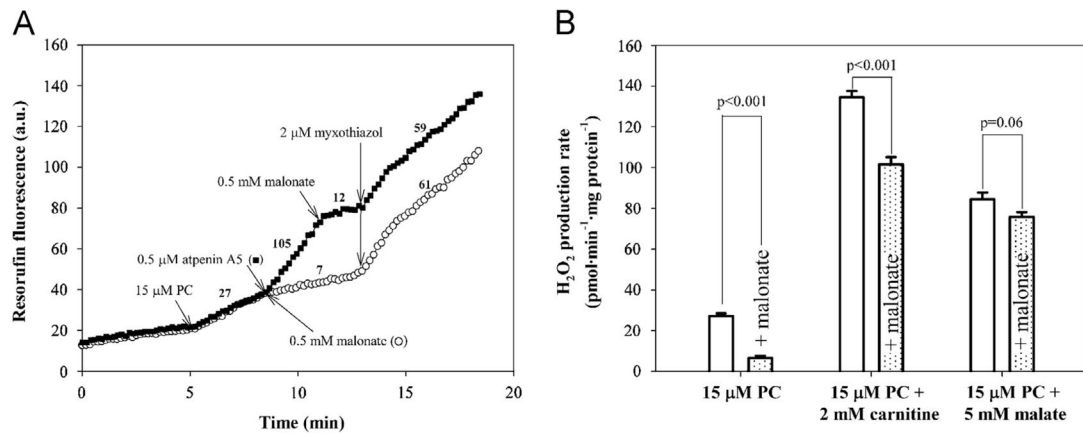 A
Resorufin fluorescence (a.u.)
160
140
120
100
80
60
40
20
0
0
5
10
15
20
Time (min)
15 μM PC
27
0.5 μM atpenin A5 (■)
105
0.5 mM malonate
12
2 μM myxothiazol
59
61
7
0.5 mM malonate (○)
B
H₂O₂ production rate
(pmol·min⁻¹·mg protein⁻¹)
160
140
120
100
80
60
40
20
0
p<0.001
p<0.001
p=0.06
+ malonate
+ malonate
+ malonate
15 μM PC
15 μM PC +
2 mM carnitine
15 μM PC +
5 mM malate